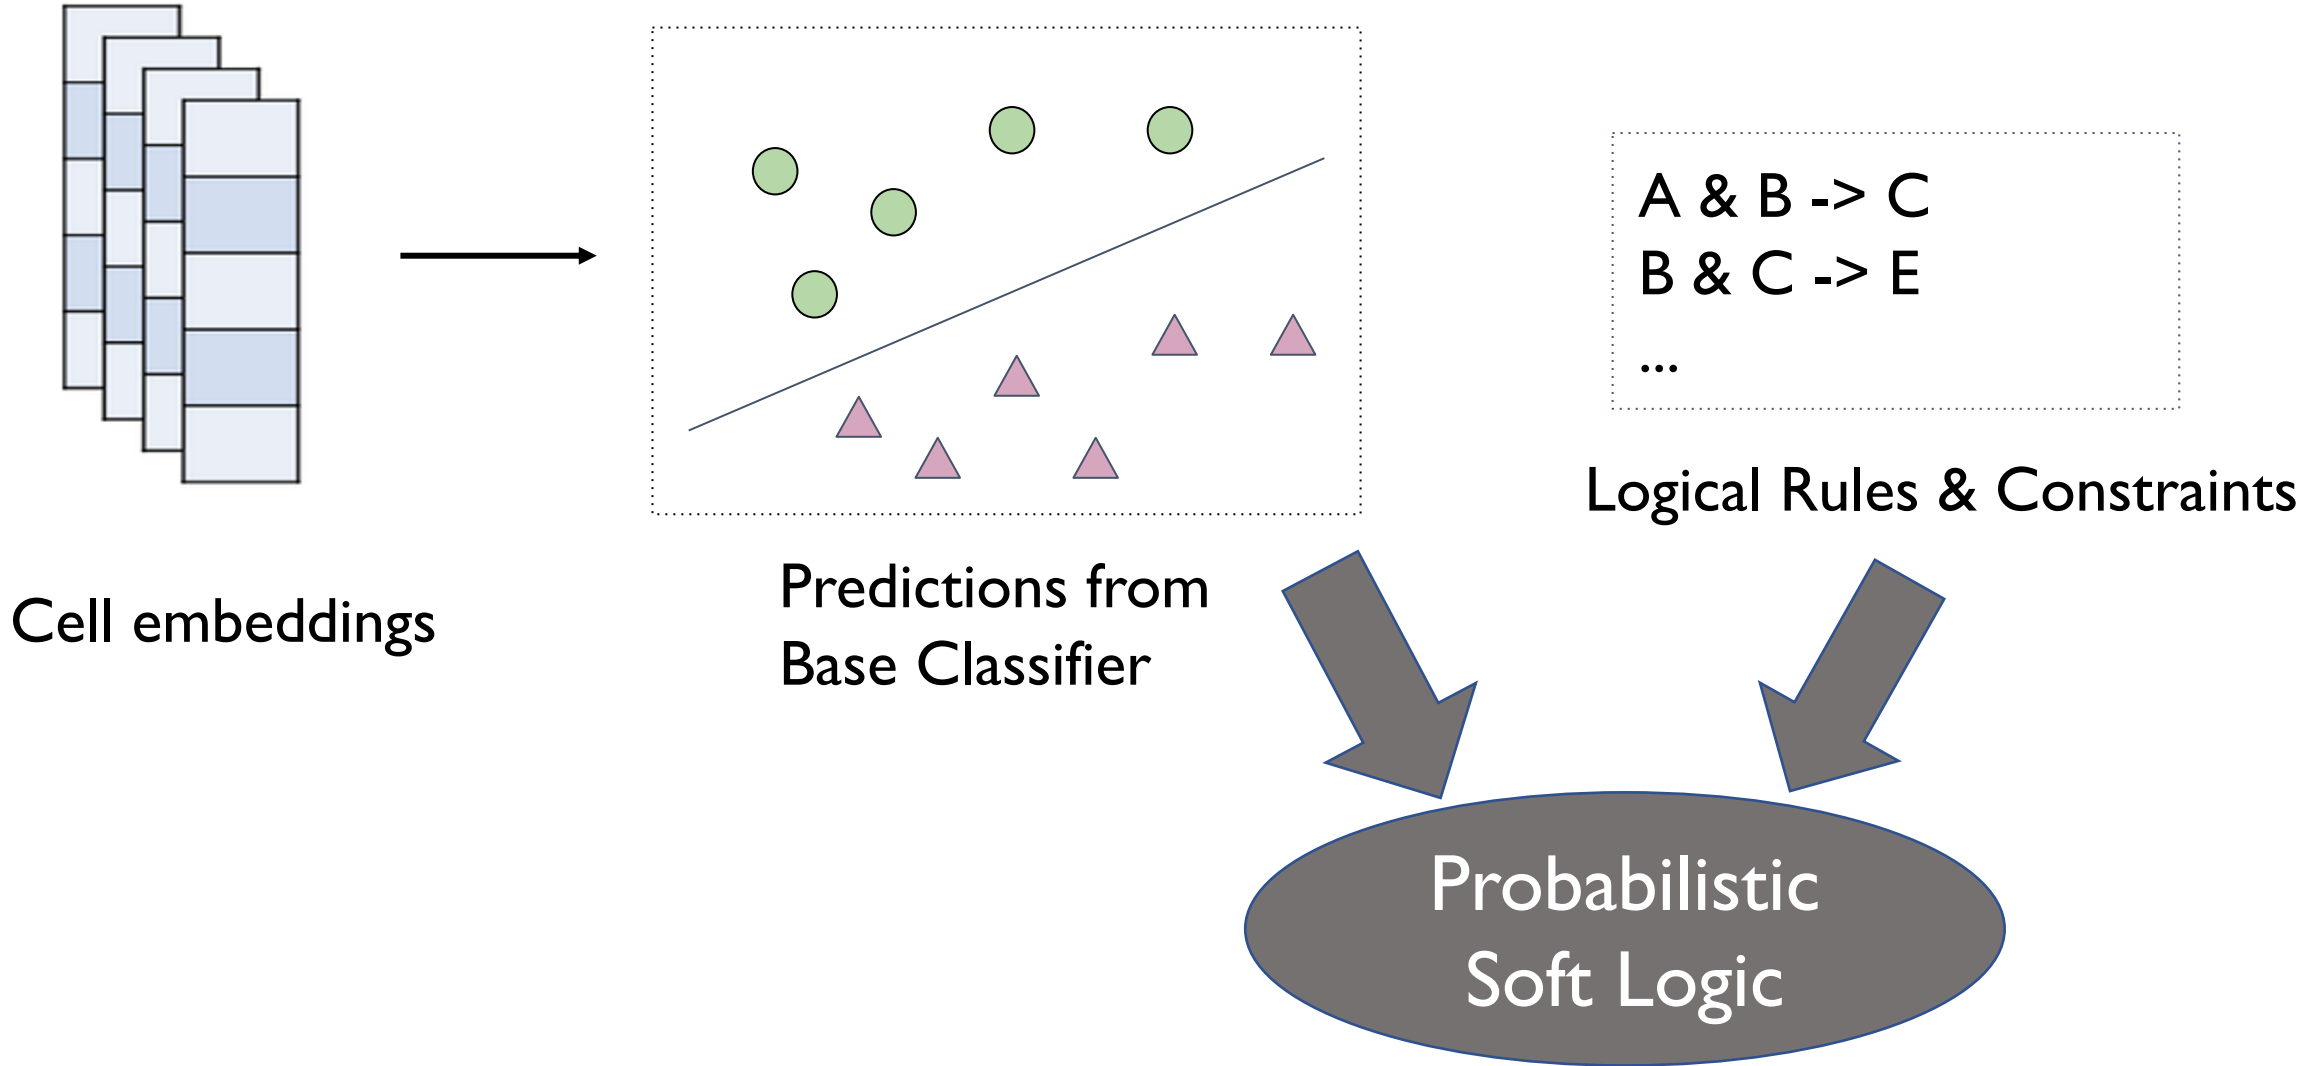 A & B -> C
B & C -> E
...
Logical Rules & Constraints
Predictions from
Base Classifier
Cell embeddings
Probabilistic
Soft Logic